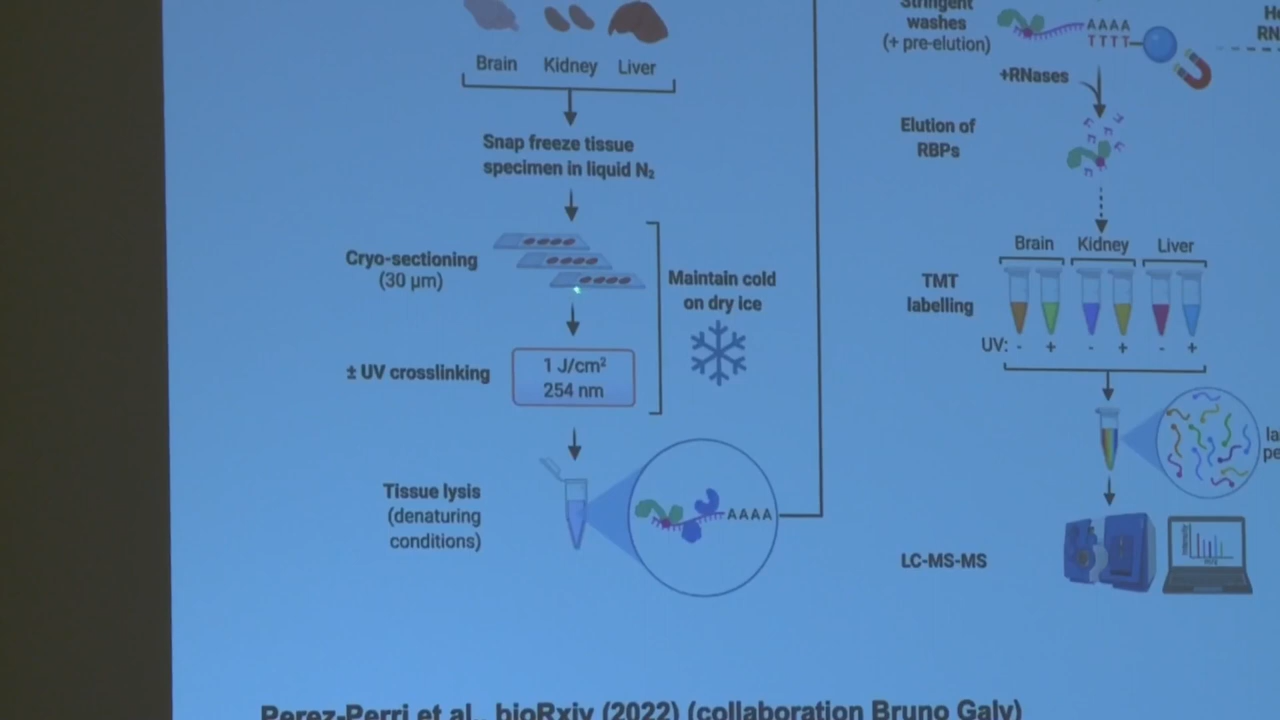 Brain Kidney Liver
Snap freeze tissue
specimen in liquid N₂
Cryo-sectioning
(30 µm)
Maintain cold
on dry ice
± UV crosslinking
1 J/cm²
254 nm
Tissue lysis
(denaturing
conditions)
AAAA
Stringent
washes
(+ pre-elution)
AAAA
TTTT
+RNases
Elution of
RBPs
Brain Kidney Liver
TMT
labelling
UV: - + - + - +
LC-MS-MS
Perez-Perri et al., bioRxiv (2022) (collaboration Bruno Galy)